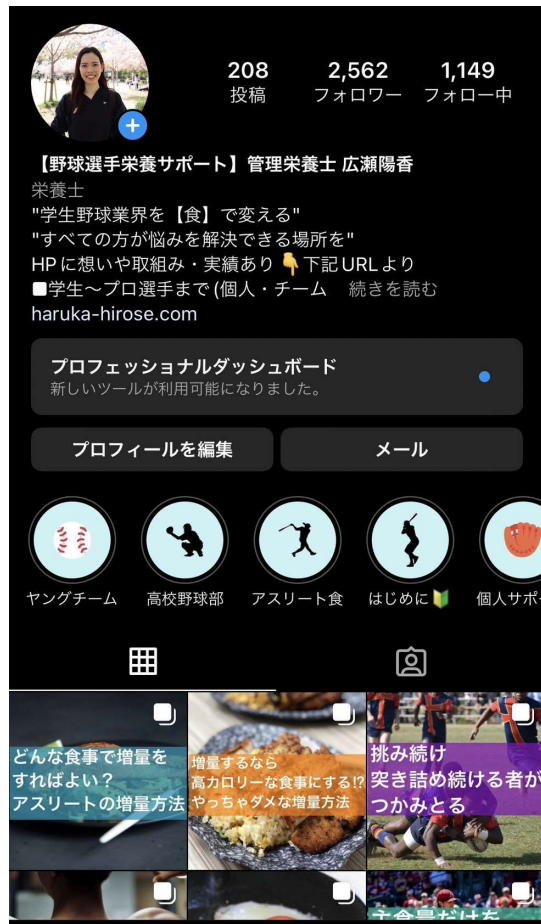 208
2,562
1,149
投稿
フォロワー
フォロー中
【野球選手栄養サポート】管理栄養士 広瀬陽香
栄養士
"学生野球業界を【食】で変える"
"すべての方が悩みを解決できる場所を"
HPに想いや取組み・実績あり👇下記URLより
◻️学生〜プロ選手まで(個人・チーム 続きを読む
haruka-hirose.com
プロフェッショナルダッシュボード
新しいツールが利用可能になりました。
プロフィールを編集
メール
ヤングチーム
高校野球部
アスリート食
はじめに🔰
個人サポ
どんな食事で増量を
すればよい？
アスリートの増量方法
増量するなら
高カロリーな食事にする!?
やっちゃダメな増量方法
挑み続け
突き詰め続ける者が
つかみとる
主食量だけを